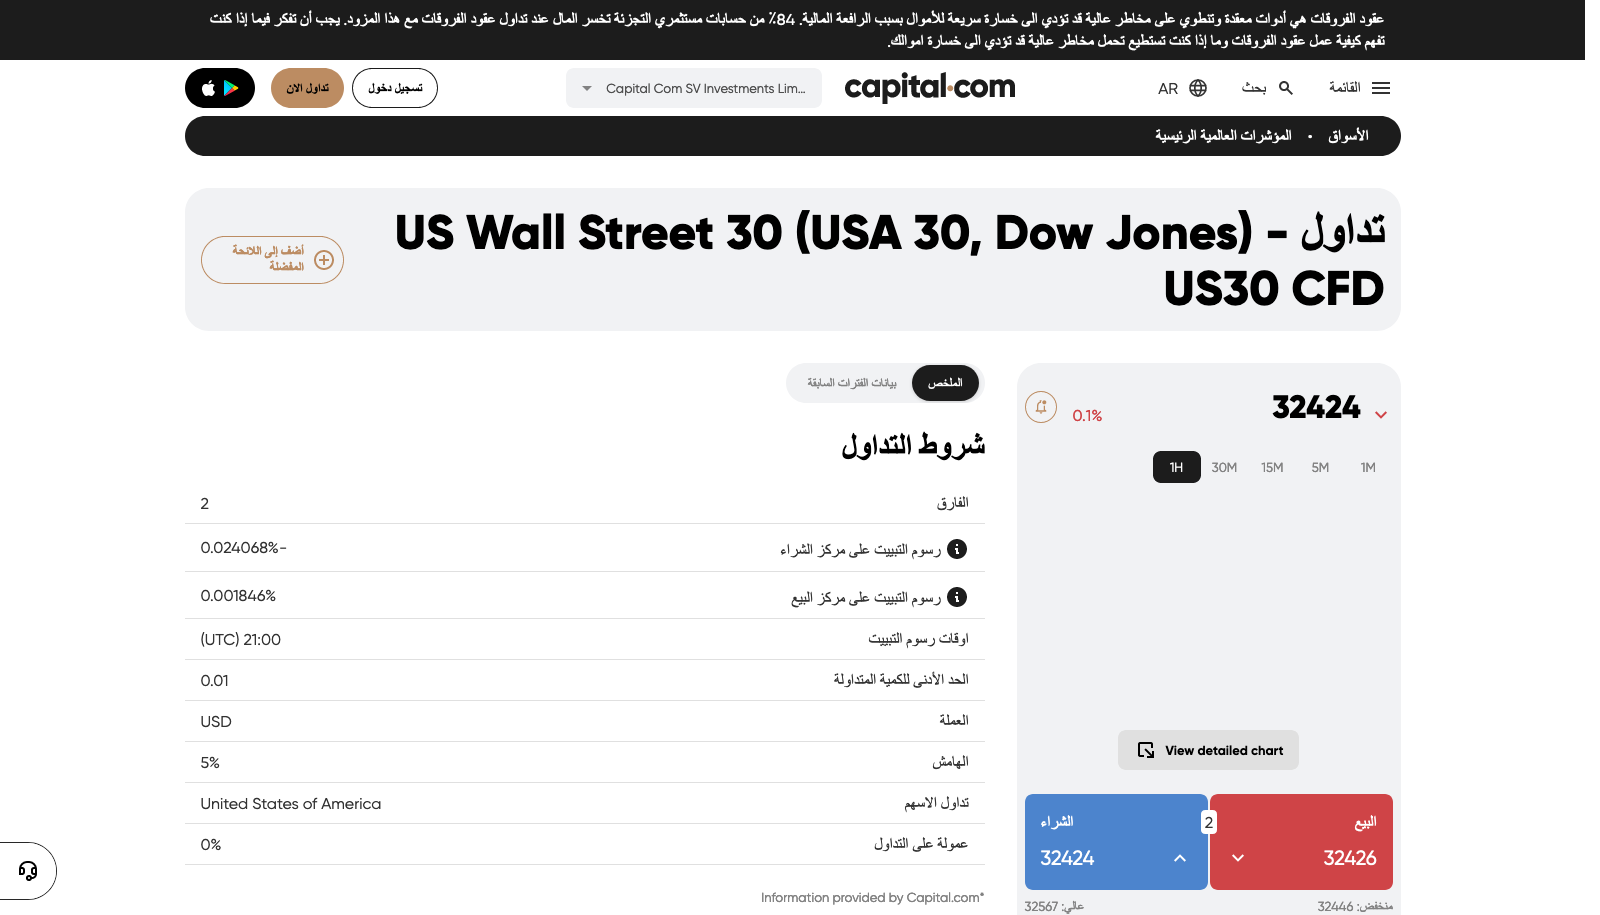 عقود الفروقات هي أدوات معقدة وتنطوي على مخاطر عالية قد تؤدي الى خسارة سريعة للأموال بسبب الرافعة المالية. 84٪ من حسابات مستثمري التجزئة تخسر المال عند تداول عقود الفروقات مع هذا المزود. يجب أن تفكر فيما إذا كنت
تفهم كيفية عمل عقود الفروقات وما إذا كنت تستطيع تحمل مخاطر عالية قد تؤدي الى خسارة اموالك.
القائمة
بحث
AR
capital.com
Capital Com SV Investments Lim...
تسجيل دخول
تداول الان
الأسواق • المؤشرات العالمية الرئيسية
تداول US Wall Street 30 (USA 30, Dow Jones) -
US30 CFD
أضف إلى اللائحة
المفضلة
32424
0.1%
1M
5M
15M
30M
1H
View detailed chart
البيع
32426
2
الشراء
32424
منخفض: 32446
عالي: 32567
الملخص
بيانات الفترات السابقة
شروط التداول
الفارق 2
رسوم التبييت على مركز الشراء -0.024068%
رسوم التبييت على مركز البيع 0.001846%
اوقات رسوم التبييت 21:00 (UTC)
الحد الأدنى للكمية المتداولة 0.01
العملة USD
الهامش 5%
تداول الاسهم United States of America
عمولة على التداول 0%
Information provided by Capital.com*